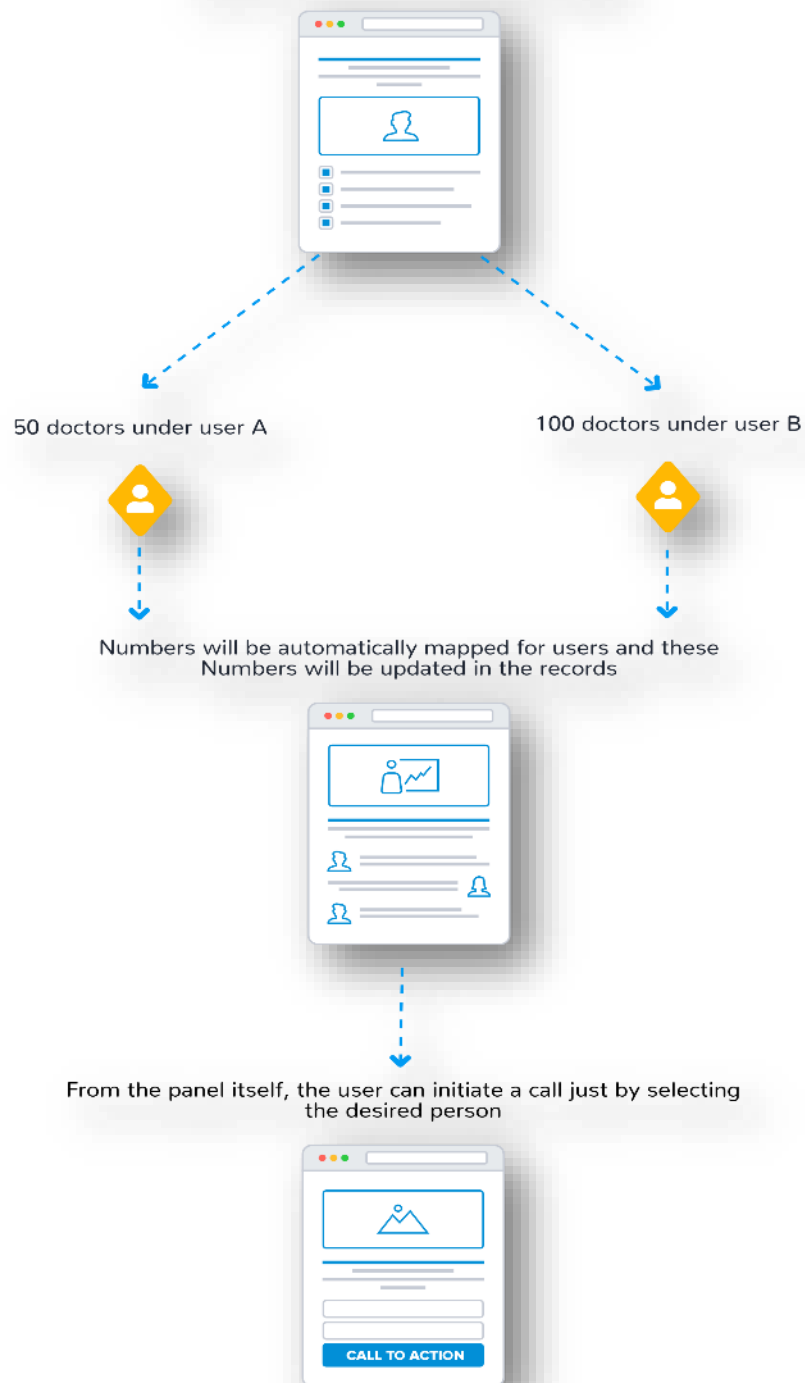 50 doctors under user A
100 doctors under user B
Numbers will be automatically mapped for users and these
Numbers will be updated in the records
From the panel itself, the user can initiate a call just by selecting
the desired person
CALL TO ACTION